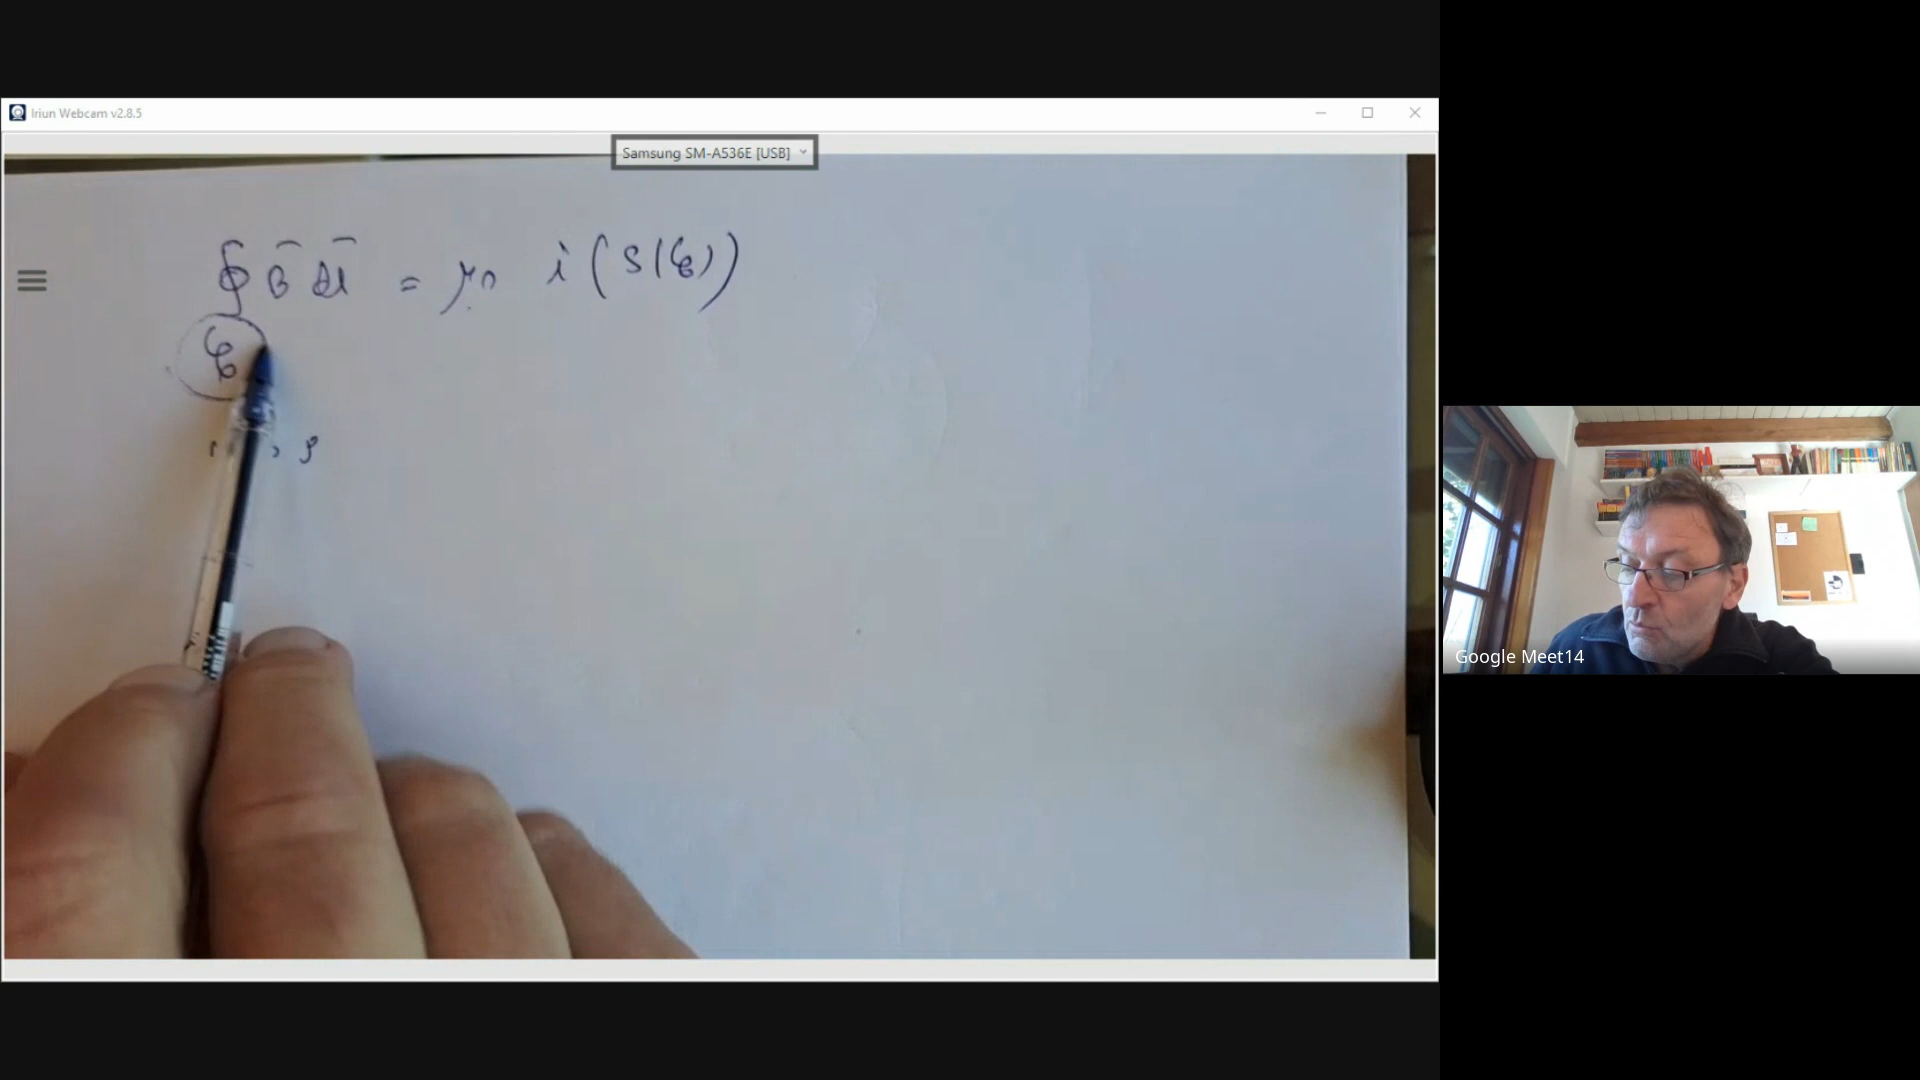 Iriun Webcam v2.8.5
Samsung SM-A536E [USB]
∮ B̄ dl̄ = μ₀ i (S(𝒞))
𝒞
, ρ
Google Meet14